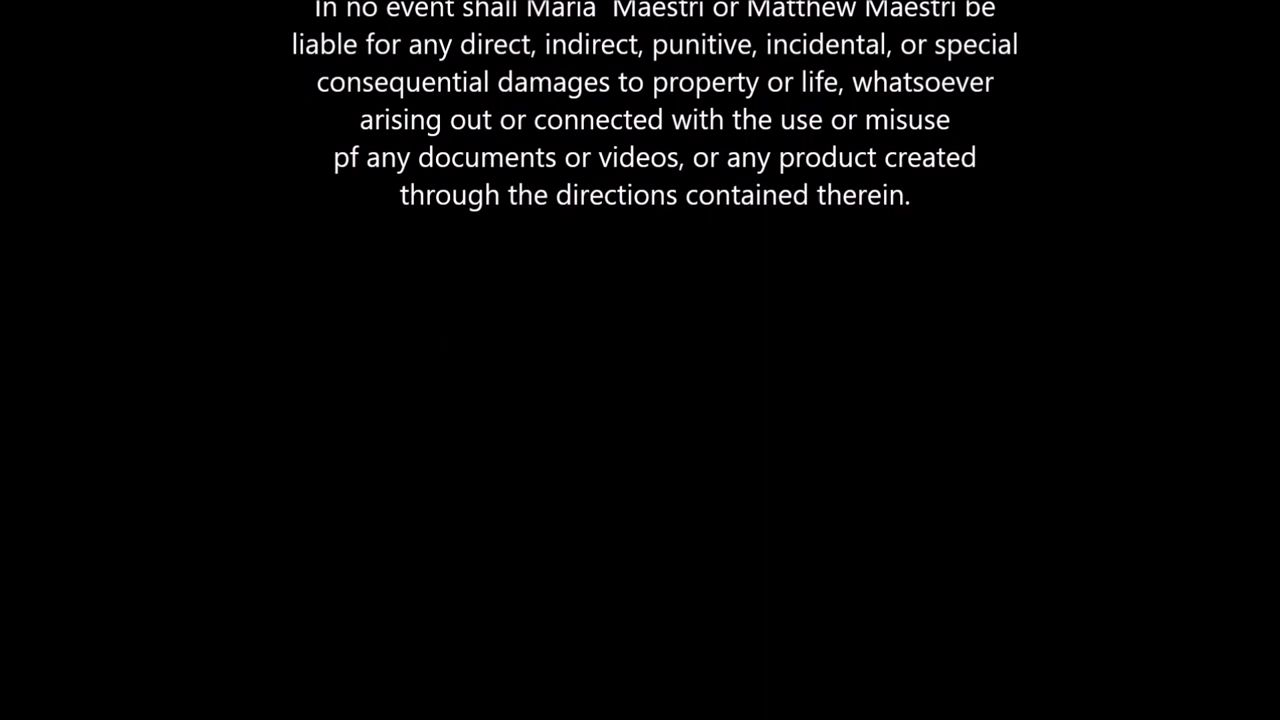 in no event shall Maria  Maestri or Matthew Maestri be
liable for any direct, indirect, punitive, incidental, or special
consequential damages to property or life, whatsoever
arising out or connected with the use or misuse
pf any documents or videos, or any product created
through the directions contained therein.